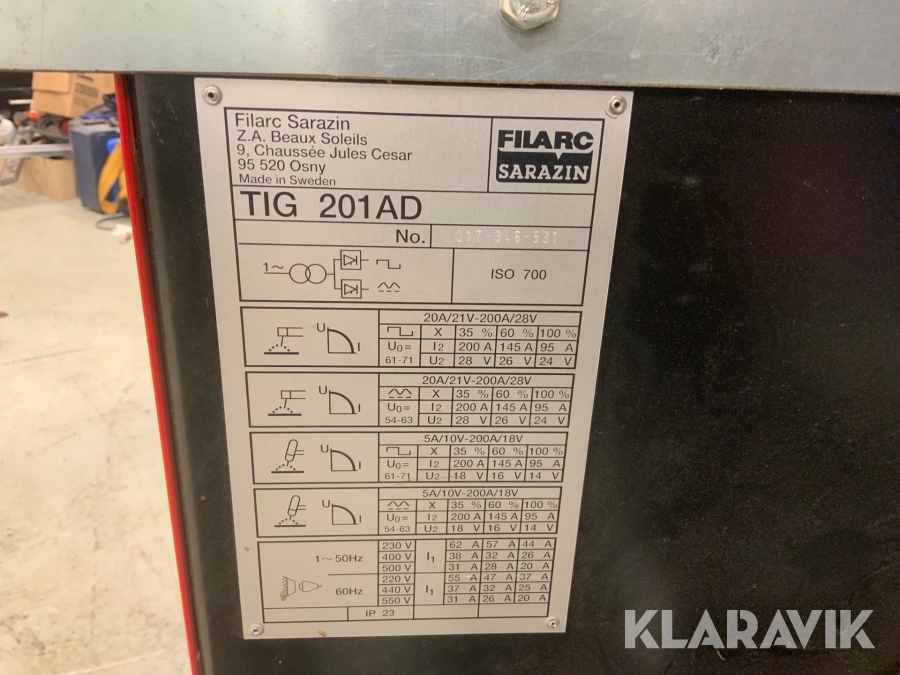 Filarc Sarazin
Z.A. Beaux Soleils
9, Chaussée Jules Cesar
95 520 Osny
Made in Sweden
FILARC
SARAZIN
TIG 201AD
No. 017-346-531
1~
ISO 700
U I
20A/21V-200A/28V
X 35 % 60 % 100 %
U0= I2 200 A 145 A 95 A
61-71 U2 28 V 26 V 24 V
U I
20A/21V-200A/28V
X 35 % 60 % 100 %
U0= I2 200 A 145 A 95 A
54-63 U2 28 V 26 V 24 V
U I
5A/10V-200A/18V
X 35 % 60 % 100 %
U0= I2 200 A 145 A 95 A
61-71 U2 18 V 16 V 14 V
U I
5A/10V-200A/18V
X 35 % 60 % 100 %
U0= I2 200 A 145 A 95 A
54-63 U2 18 V 16 V 14 V
1~ 50Hz I1
230 V 62 A 57 A 44 A
400 V 38 A 32 A 26 A
500 V 31 A 28 A 20 A
60Hz I1
220 V 55 A 47 A 37 A
440 V 37 A 32 A 25 A
550 V 31 A 26 A 20 A
IP 23
KLARAVIK